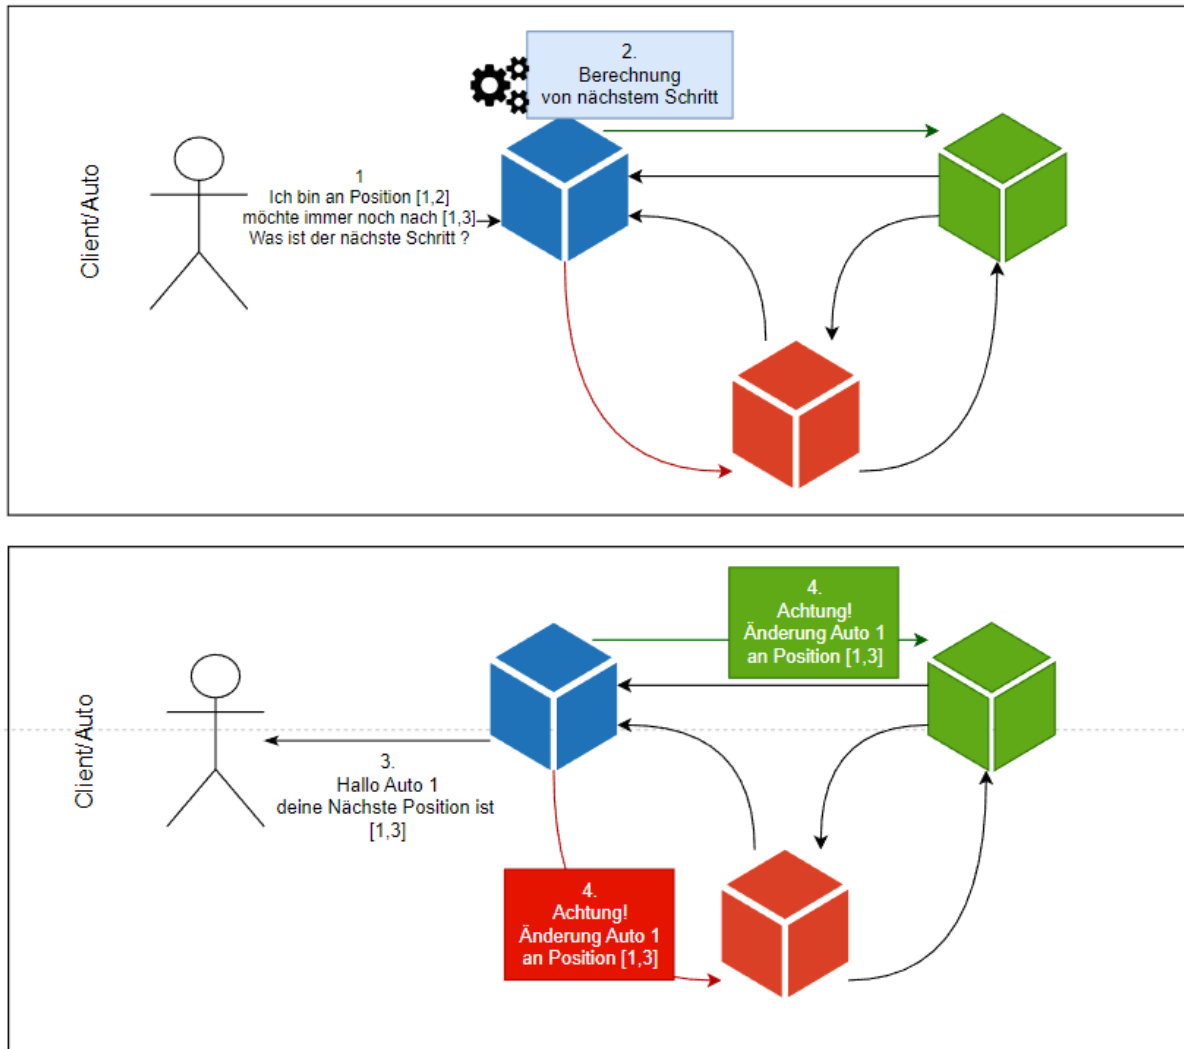 2.
Berechnung
von nächstem Schritt
Client/Auto
1
Ich bin an Position [1,2]
möchte immer noch nach [1,3]
Was ist der nächste Schritt ?
4.
Achtung!
Änderung Auto 1
an Position [1,3]
Client/Auto
3.
Hallo Auto 1
deine Nächste Position ist
[1,3]
4.
Achtung!
Änderung Auto 1
an Position [1,3]